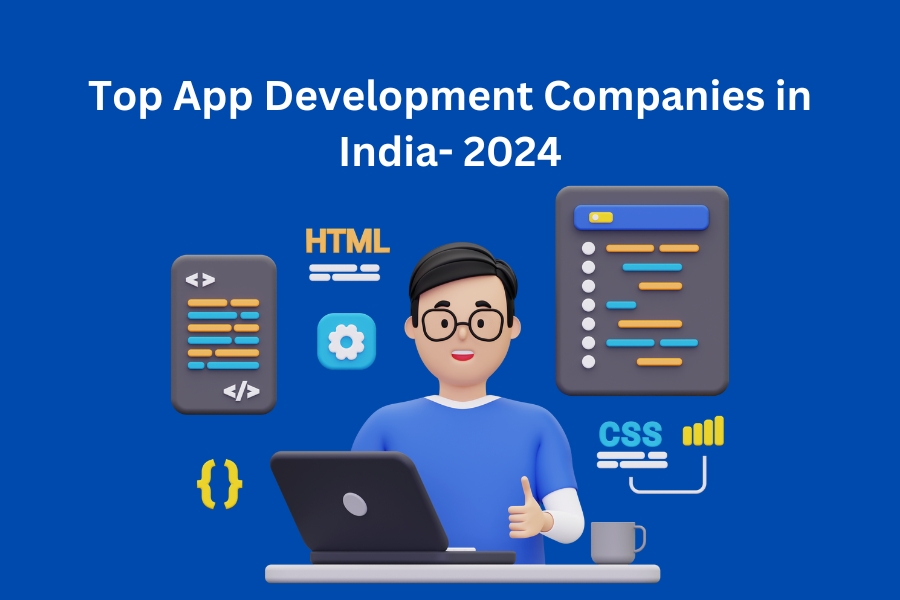 Top App Development Companies in
India- 2024
HTML
<>
</>
CSS
{ }